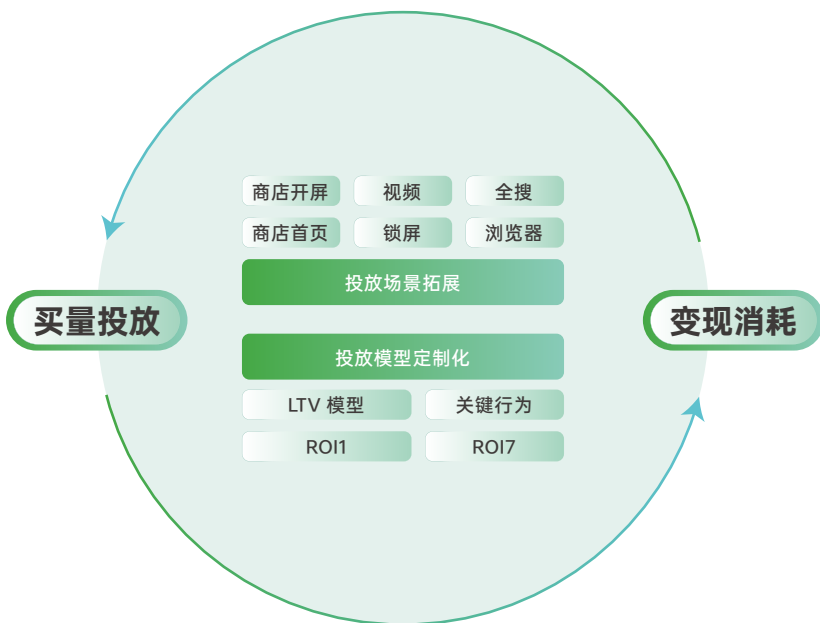 商店开屏 视频 全搜
商店首页 锁屏 浏览器
投放场景拓展
买量投放 变现消耗
投放模型定制化
LTV 模型 关键行为
ROI1 ROI7